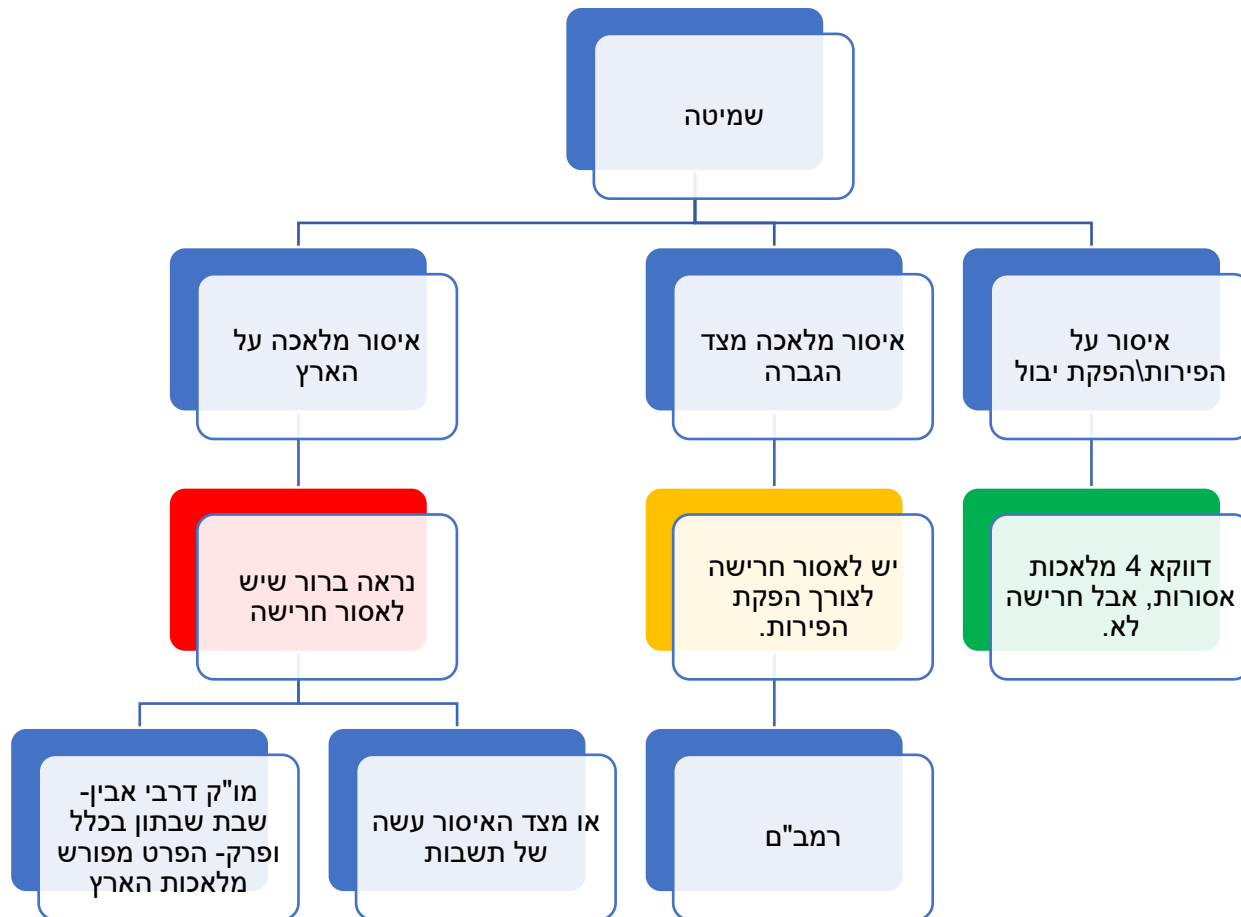 שמיטה
איסור על
הפירות\הפקת יבול
איסור מלאכה מצד
הגברה
איסור מלאכה על
הארץ
דווקא 4 מלאכות
אסורות, אבל חרישה
לא.
יש לאסור חרישה
לצורך הפקת
הפירות.
נראה ברור שיש
לאסור חרישה
רמב"ם
או מצד האיסור עשה
של תשבות
מו"ק דרבי אבין-
שבת שבתון בכלל
ופרק- הפרט מפורש
מלאכות הארץ